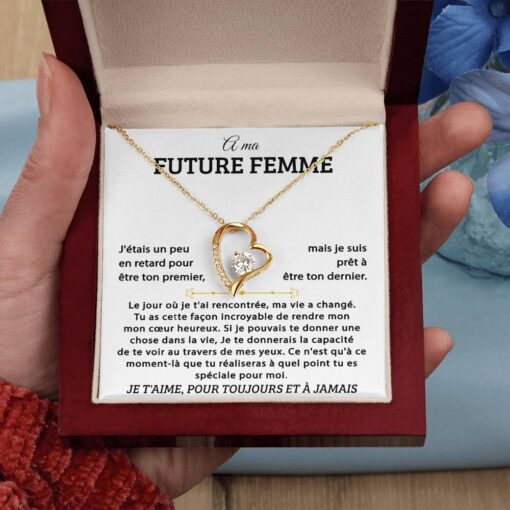 A ma
FUTURE FEMME
J'étais un peu
en retard pour
être ton premier,
mais je suis
prêt à
être ton dernier.
Le jour où je t'ai rencontrée, ma vie a changé.
Tu as cette façon incroyable de rendre mon
mon cœur heureux. Si je pouvais te donner une
chose dans la vie, Je te donnerais la capacité
de te voir au travers de mes yeux. Ce n'est qu'à ce
moment-là que tu réaliseras à quel point tu es
spéciale pour moi.
JE T'AIME, POUR TOUJOURS ET À JAMAIS